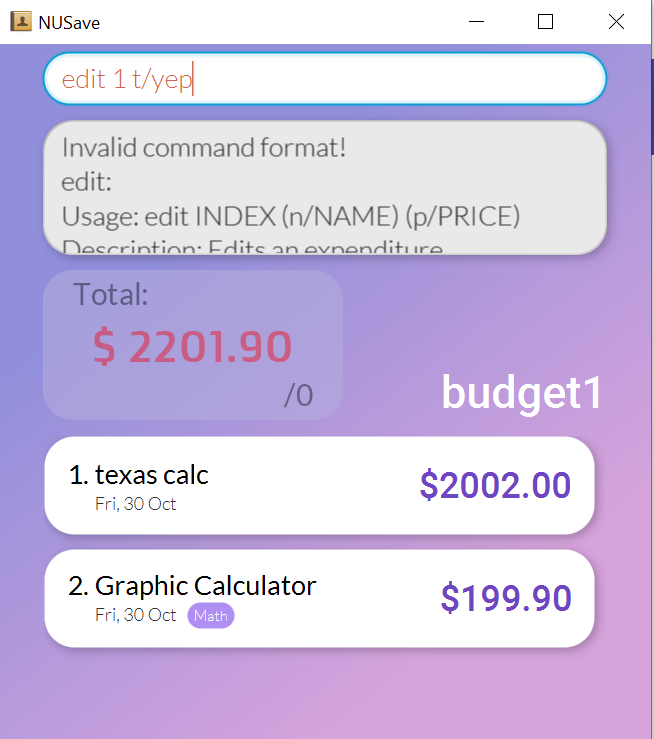 NUSave
edit 1 t/yep
Invalid command format!
edit:
Usage: edit INDEX (n/NAME) (p/PRICE)
Description: Edits an expenditure
Total:
$ 2201.90
/0
budget1
1. texas calc
$2002.00
Fri, 30 Oct
2. Graphic Calculator
$199.90
Fri, 30 Oct Math